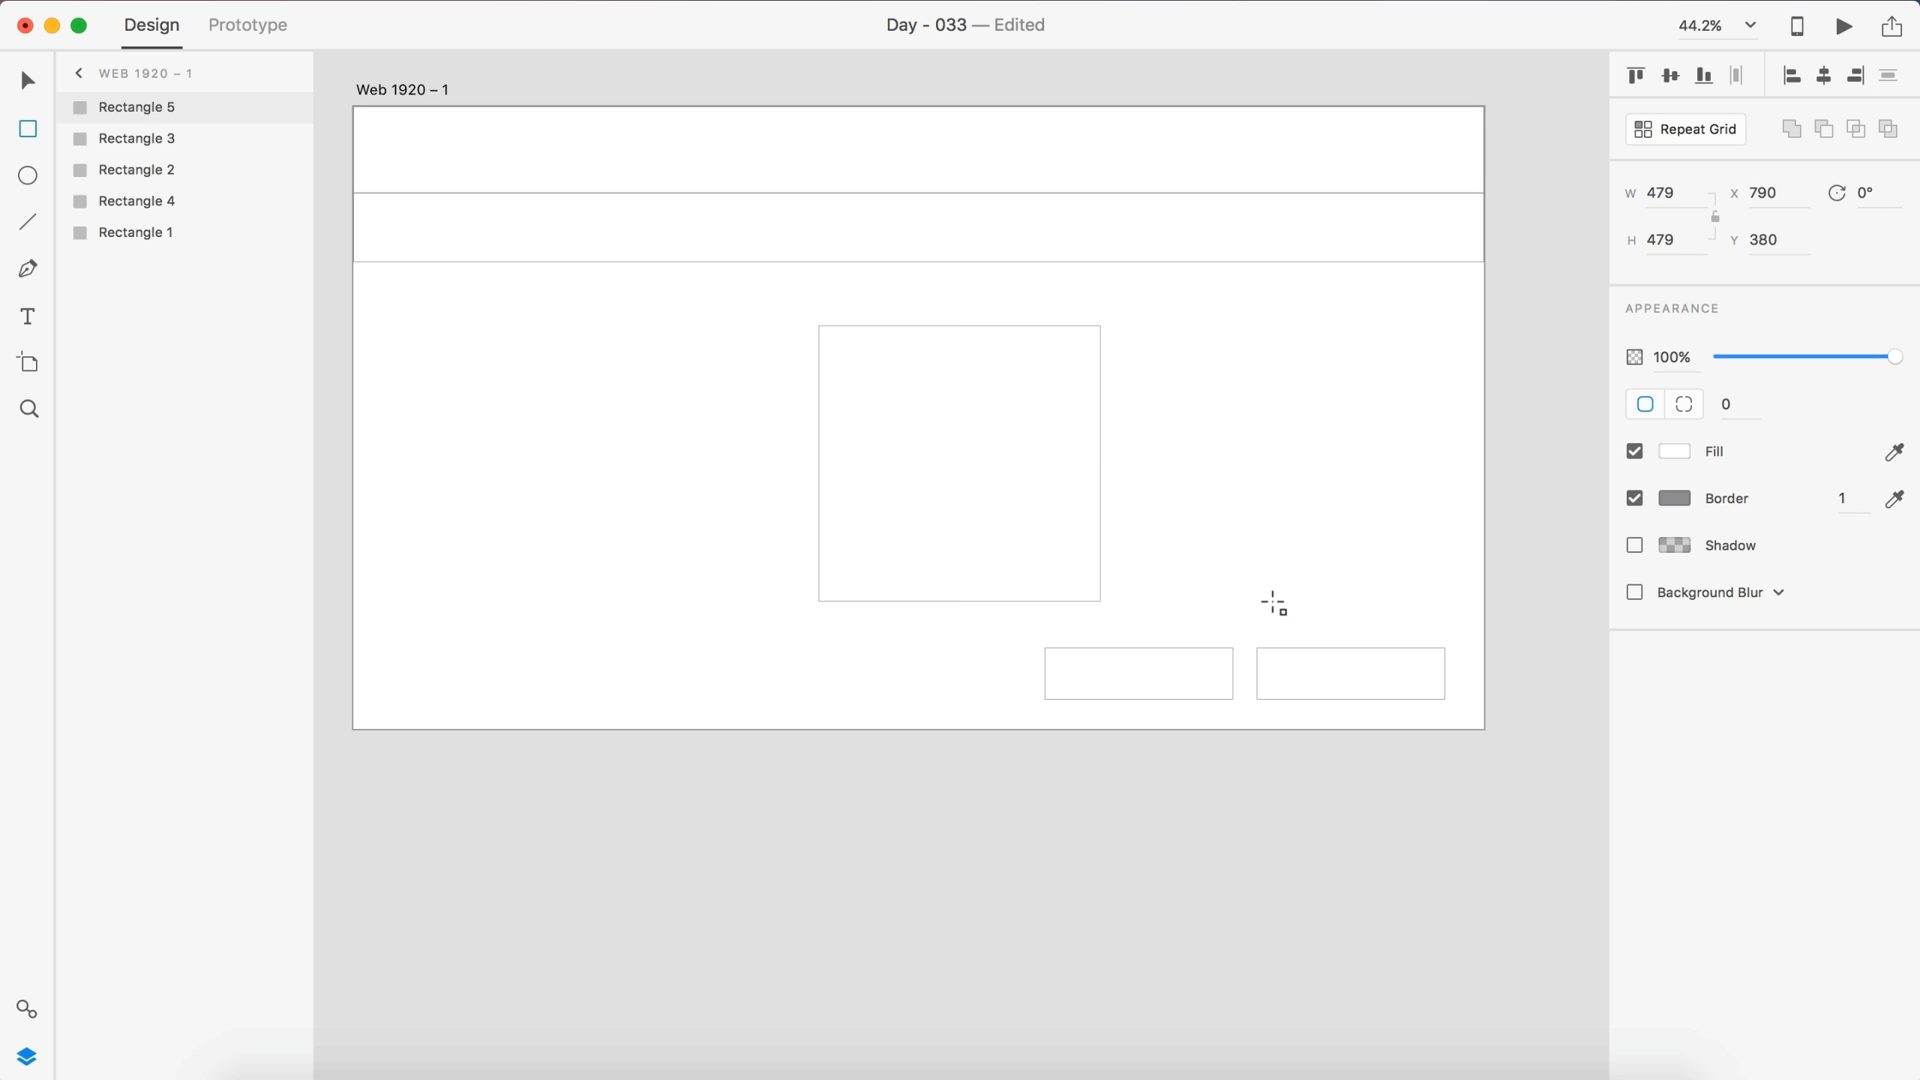 Design Prototype Day - 033 — Edited 44.2%
WEB 1920 – 1
Rectangle 5
Rectangle 3
Rectangle 2
Rectangle 4
Rectangle 1
Web 1920 – 1
Repeat Grid
W 479 X 790 0°
H 479 Y 380
APPEARANCE
100%
0
Fill
Border 1
Shadow
Background Blur
T